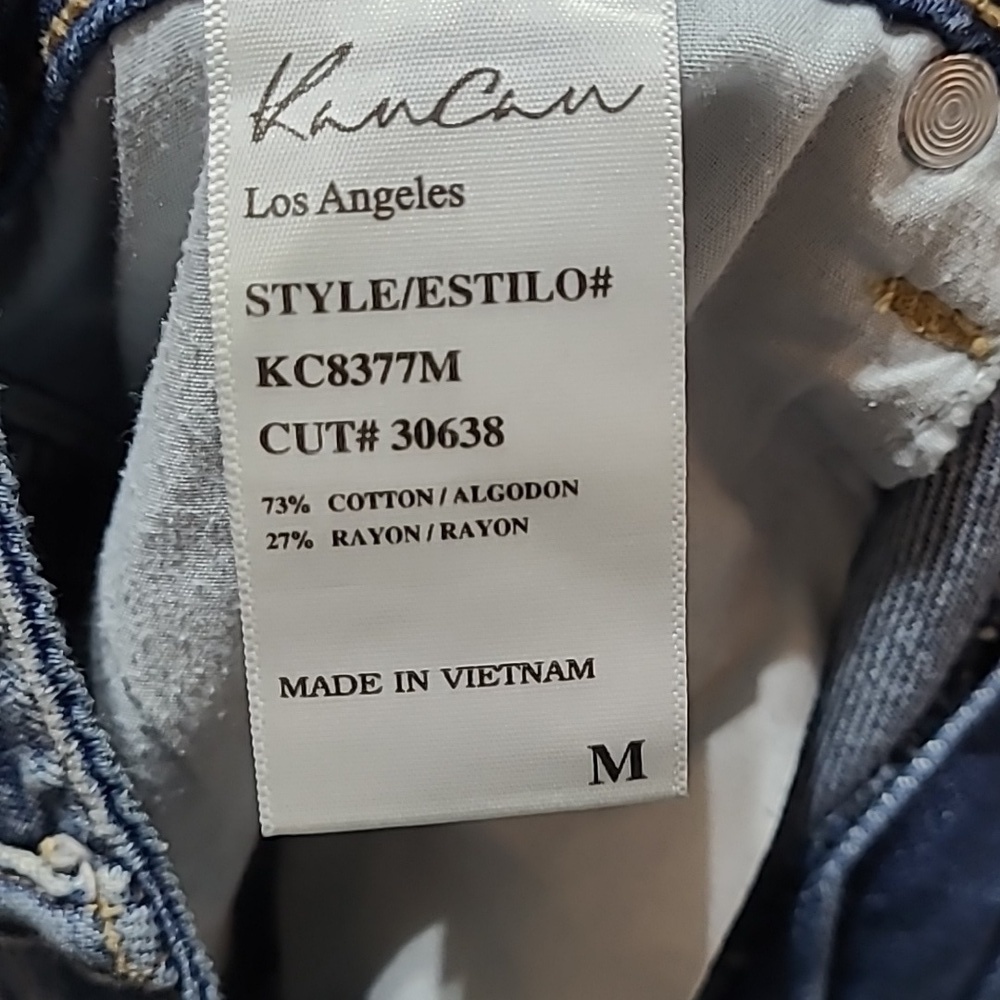 KanCan
Los Angeles
STYLE/ESTILO#
KC8377M
CUT# 30638
73% COTTON / ALGODON
27% RAYON / RAYON
MADE IN VIETNAM
M